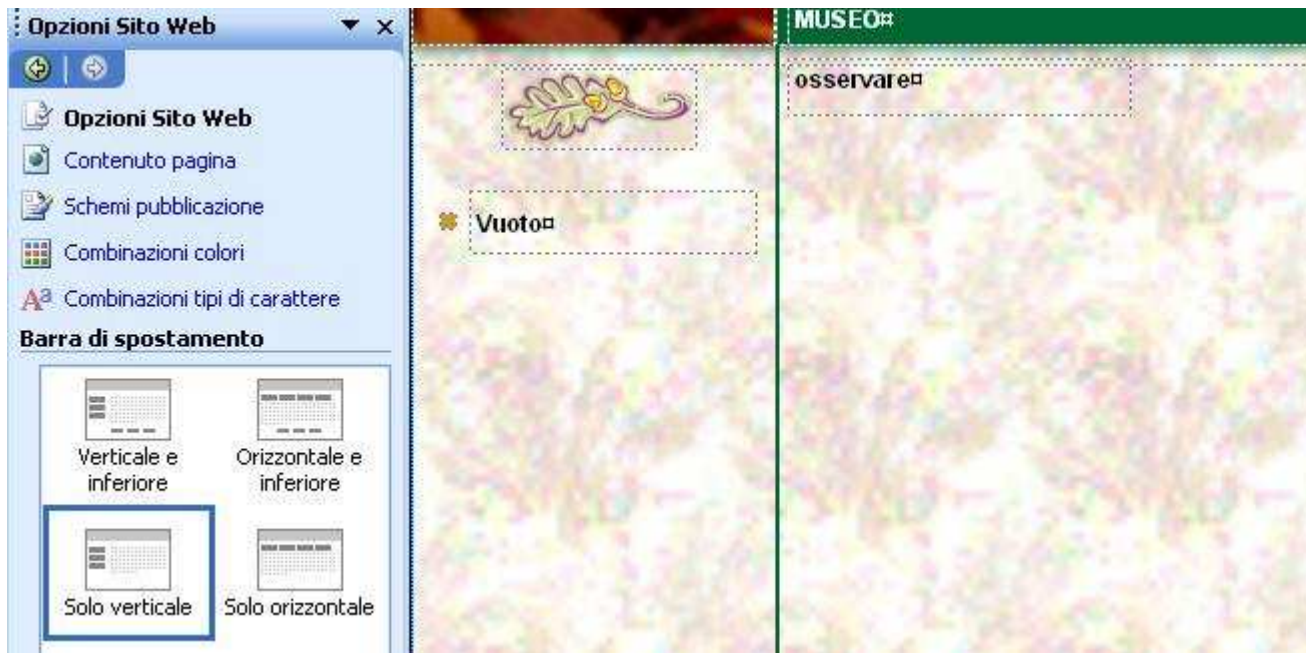 Opzioni Sito Web
Opzioni Sito Web
Contenuto pagina
Schemi pubblicazione
Combinazioni colori
Combinazioni tipi di carattere
Barra di spostamento
Verticale e
inferiore
Orizzontale e
inferiore
Solo verticale
Solo orizzontale
Vuoto¤
MUSEO¤
osservare¤